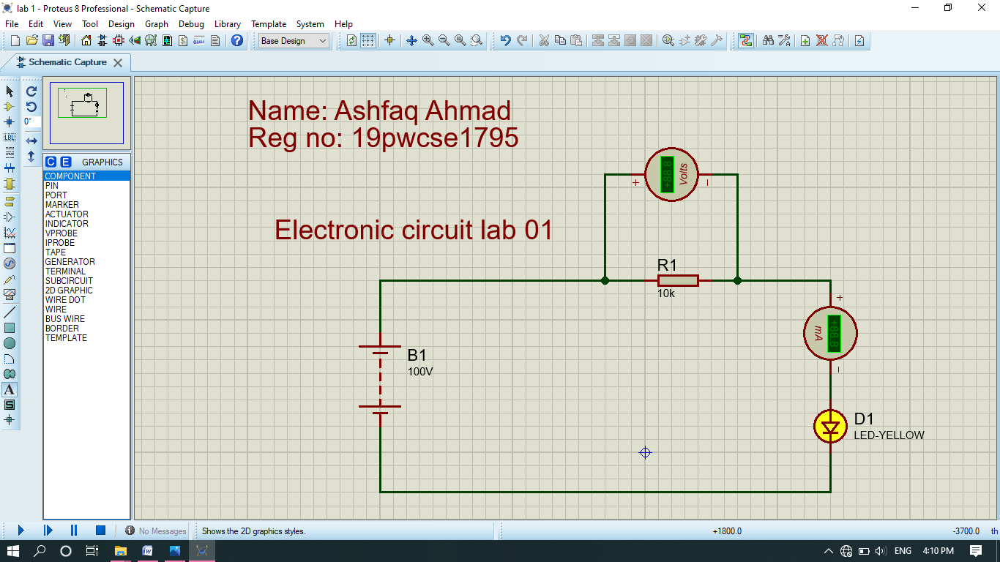 lab 1 - Proteus 8 Professional - Schematic Capture
File Edit View Tool Design Graph Debug Library Template System Help
Base Design
Schematic Capture
0°
LBL
C E GRAPHICS
COMPONENT
PIN
PORT
MARKER
ACTUATOR
INDICATOR
VPROBE
IPROBE
TAPE
GENERATOR
TERMINAL
SUBCIRCUIT
2D GRAPHIC
WIRE DOT
WIRE
BUS WIRE
BORDER
TEMPLATE
A
S
Name: Ashfaq Ahmad
Reg no: 19pwcse1795
Electronic circuit lab 01
+88.8
Volts
+ −
R1
10k
+
mA
+88.8
−
B1
100V
D1
LED-YELLOW
No Messages
Shows the 2D graphics styles.
+1800.0
-3700.0 th
ENG 4:10 PM